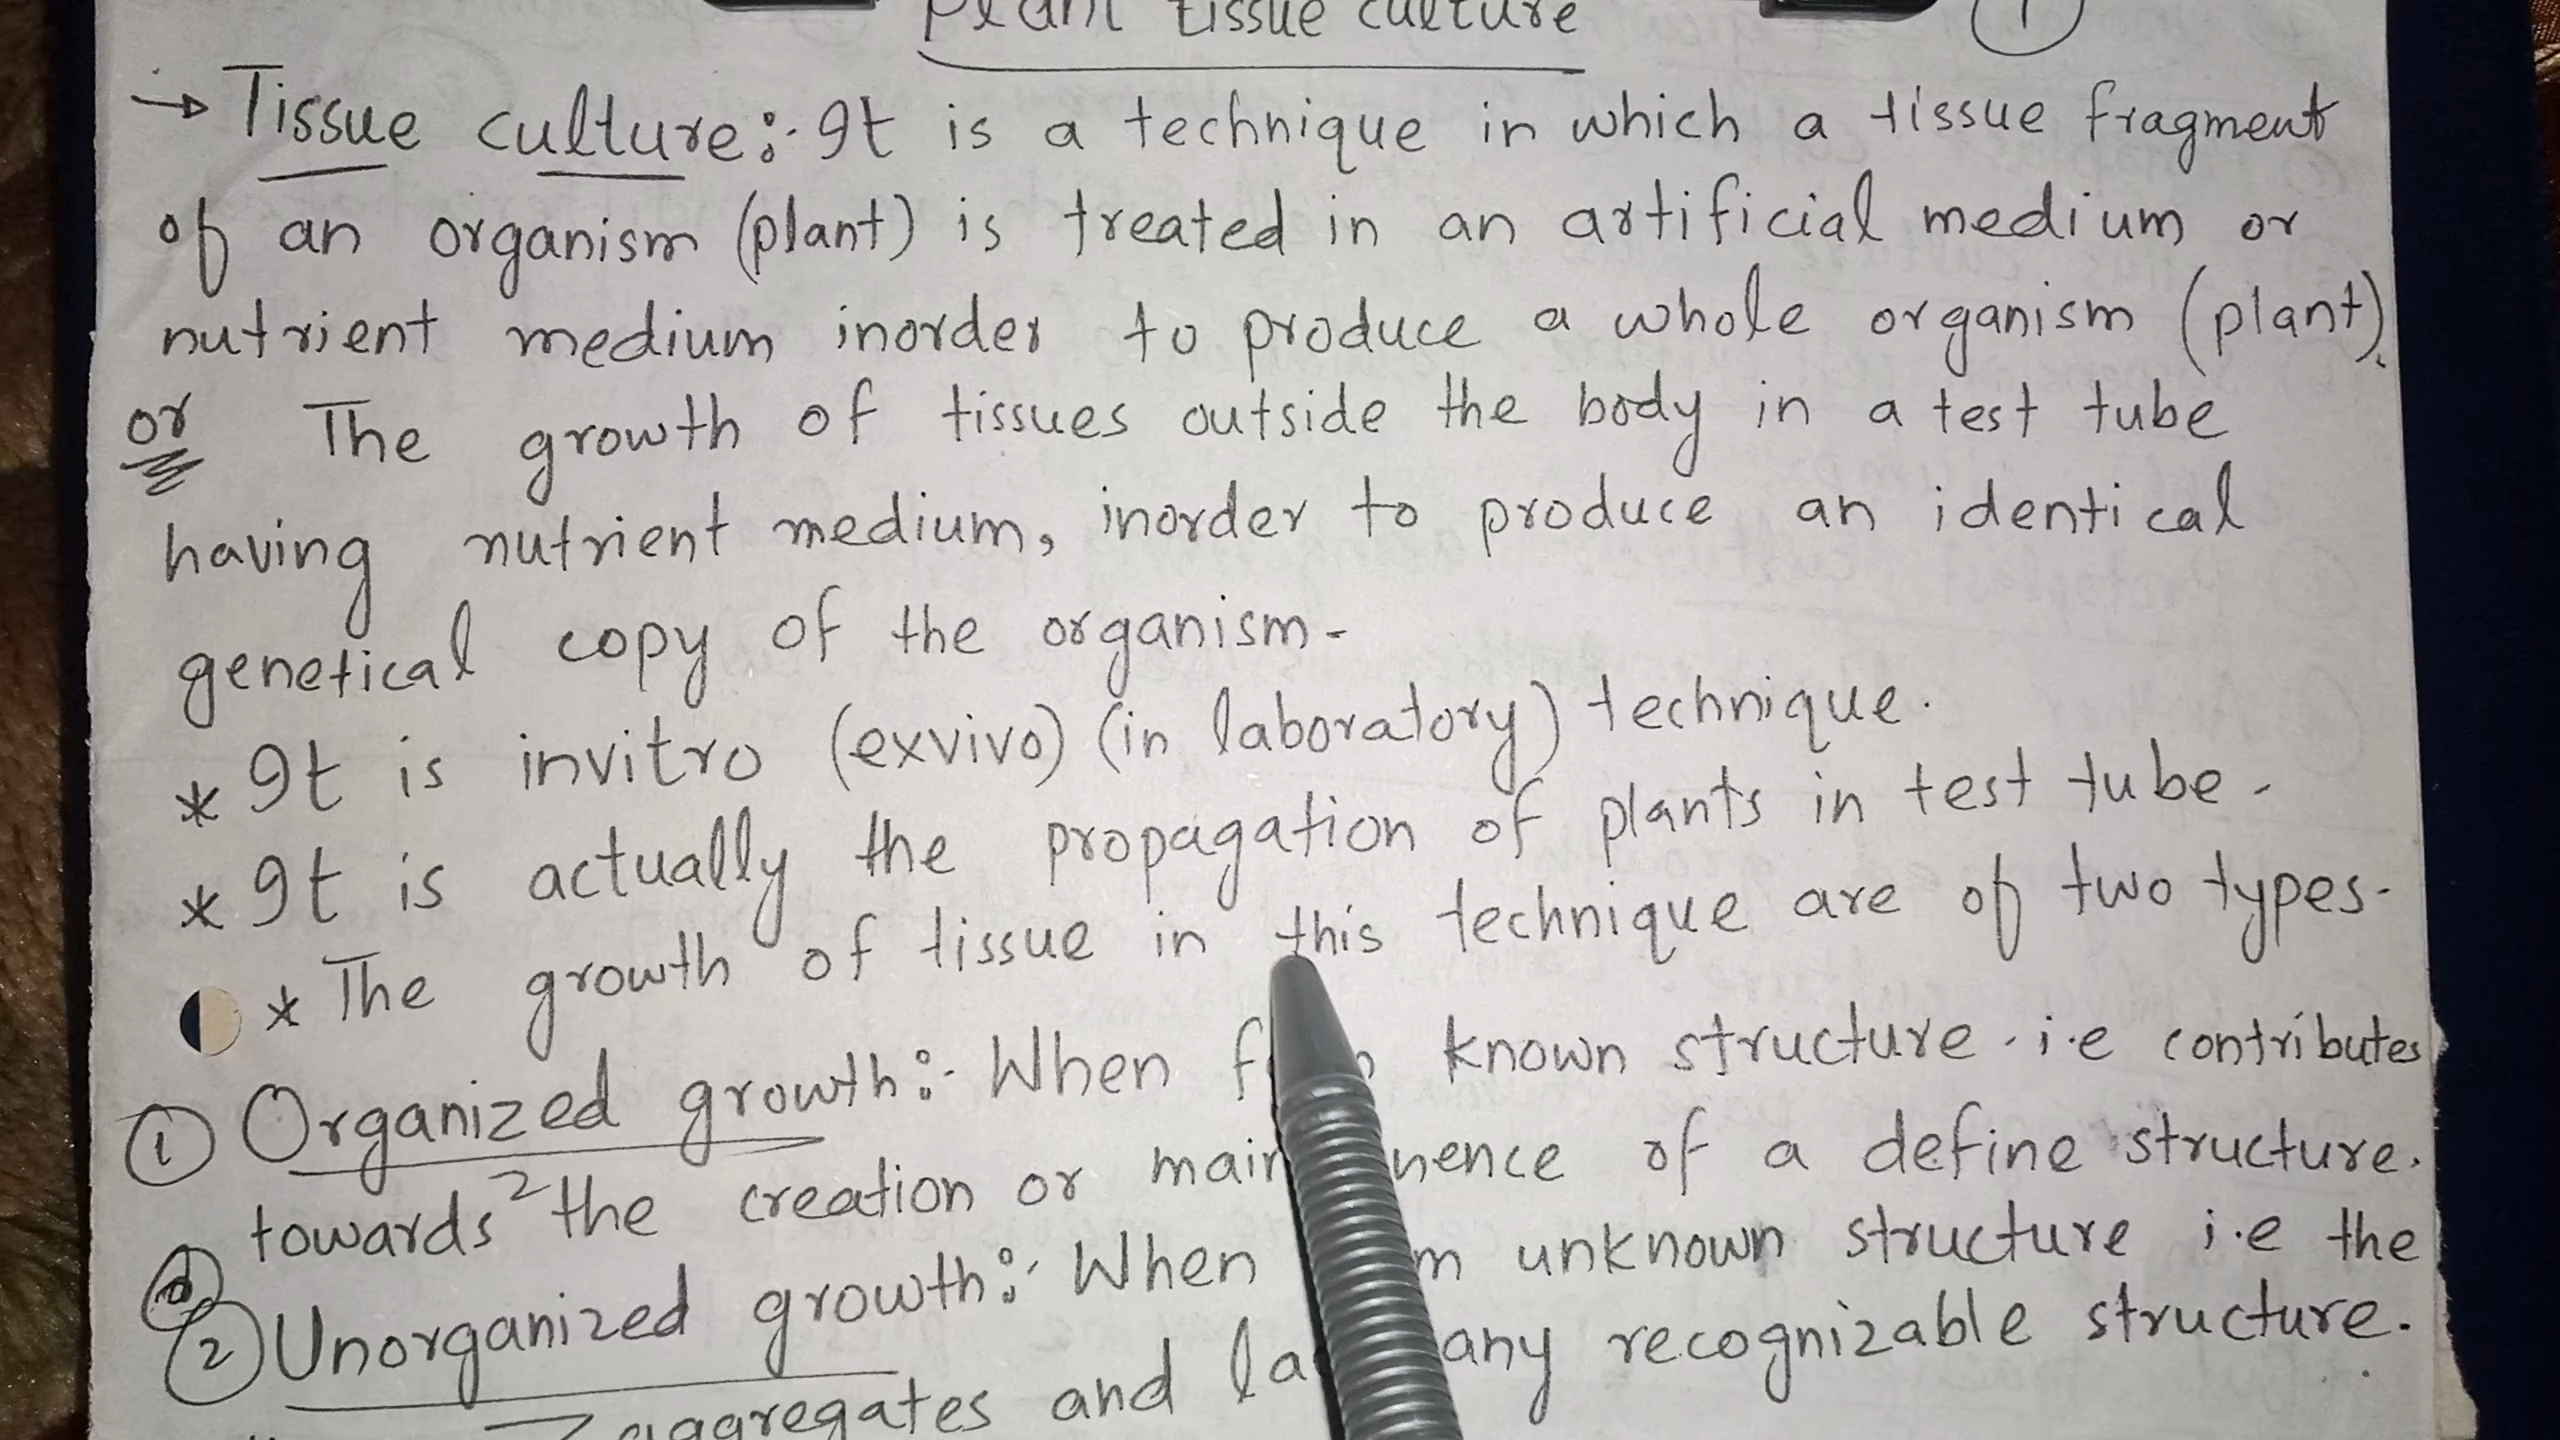 Plant tissue culture 1
→ Tissue culture:- It is a technique in which a tissue fragment
of an organism (plant) is treated in an artificial medium or
nutrient medium inorder to produce a whole organism (plant).
or The growth of tissues outside the body in a test tube
having nutrient medium, inorder to produce an identical
genetical copy of the organism-
* It is invitro (exvivo) (in laboratory) technique.
* It is actually the propagation of plants in test tube.
* The growth of tissue in this technique are of two types-
1 Organized growth:- When known structure. i.e contributes
towards the creation or of a define structure.
2 Unorganized growth:- When unknown structure i.e the
aggregates and any recognizable structure.